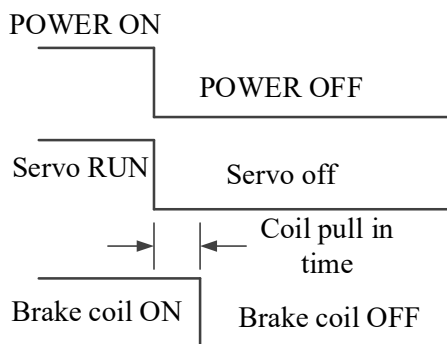 POWER ON
POWER OFF
Servo RUN
Servo off
Coil pull in
time
Brake coil ON
Brake coil OFF